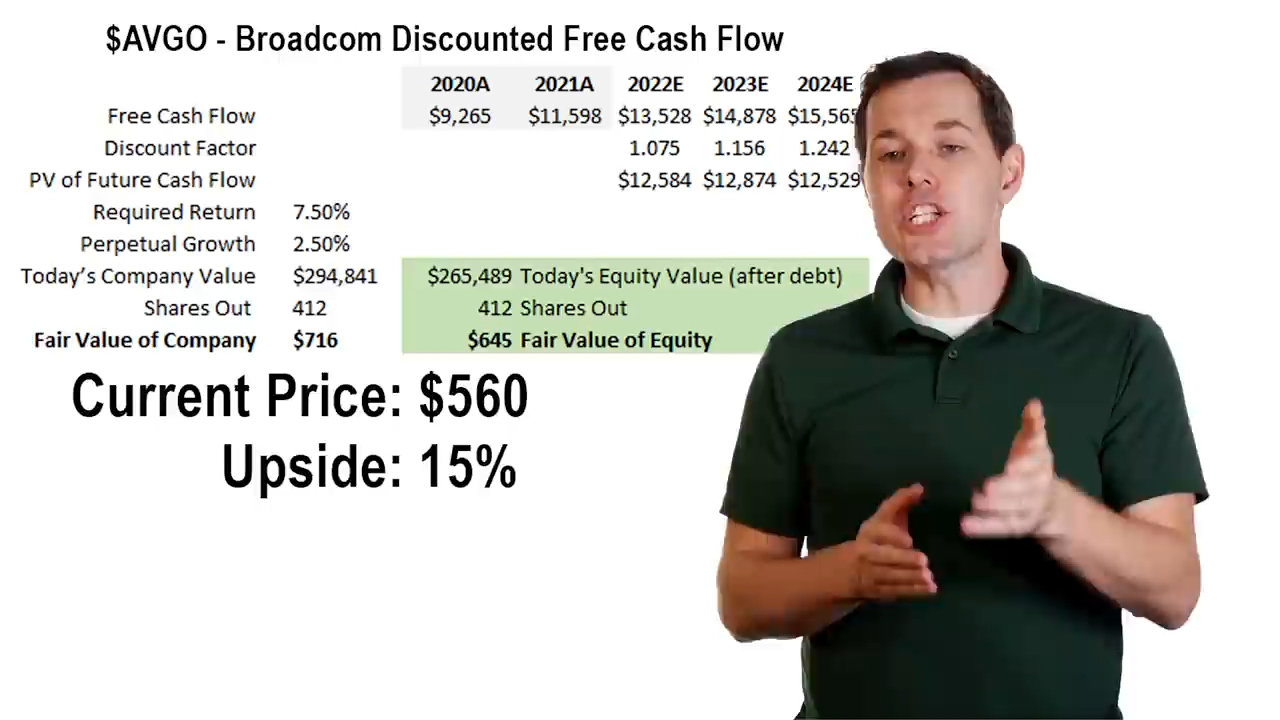 $AVGO - Broadcom Discounted Free Cash Flow
2020A 2021A 2022E 2023E 2024E
Free Cash Flow $9,265 $11,598 $13,528 $14,878 $15,565
Discount Factor 1.075 1.156 1.242
PV of Future Cash Flow $12,584 $12,874 $12,529
Required Return 7.50%
Perpetual Growth 2.50%
Today's Company Value $294,841 $265,489 Today's Equity Value (after debt)
Shares Out 412 412 Shares Out
Fair Value of Company $716 $645 Fair Value of Equity
Current Price: $560
Upside: 15%